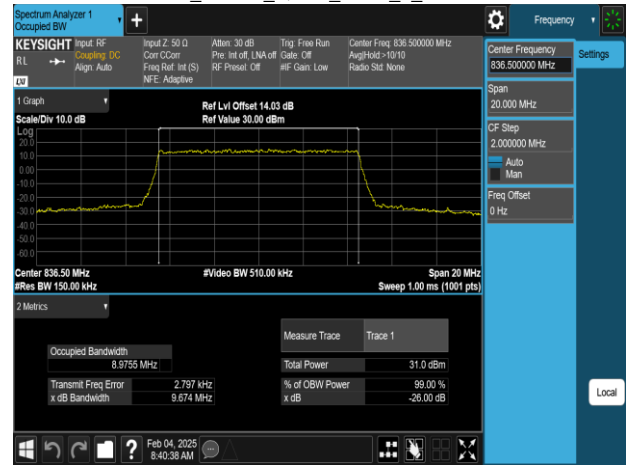 Spectrum Analyzer 1
Occupied BW
+
Frequency
KEYSIGHT
Input: RF
Coupling: DC
Align: Auto
Input Z: 50 Ω
Corr CCorr
Freq Ref: Int (S)
NFE: Adaptive
Atten: 30 dB
Pre: Int off, LNA off
RF Presel: Off
Trig: Free Run
Gate: Off
#IF Gain: Low
Center Freq: 836.500000 MHz
Avg|Hold:>10/10
Radio Std: None
RL
LXI
Center Frequency
836.500000 MHz
Settings
Span
20.000 MHz
CF Step
2.000000 MHz
Auto
Man
Freq Offset
0 Hz
Local
1 Graph
Scale/Div 10.0 dB
Ref Lvl Offset 14.03 dB
Ref Value 30.00 dBm
Log
20.0
10.0
0.00
-10.0
-20.0
-30.0
-40.0
-50.0
-60.0
Center 836.50 MHz
#Video BW 510.00 kHz
Span 20 MHz
#Res BW 150.00 kHz
Sweep 1.00 ms (1001 pts)
2 Metrics
Measure Trace
Trace 1
Occupied Bandwidth
8.9755 MHz
Total Power
31.0 dBm
Transmit Freq Error
2.797 kHz
% of OBW Power
99.00 %
x dB Bandwidth
9.674 MHz
x dB
-26.00 dB
?
Feb 04, 2025
8:40:38 AM